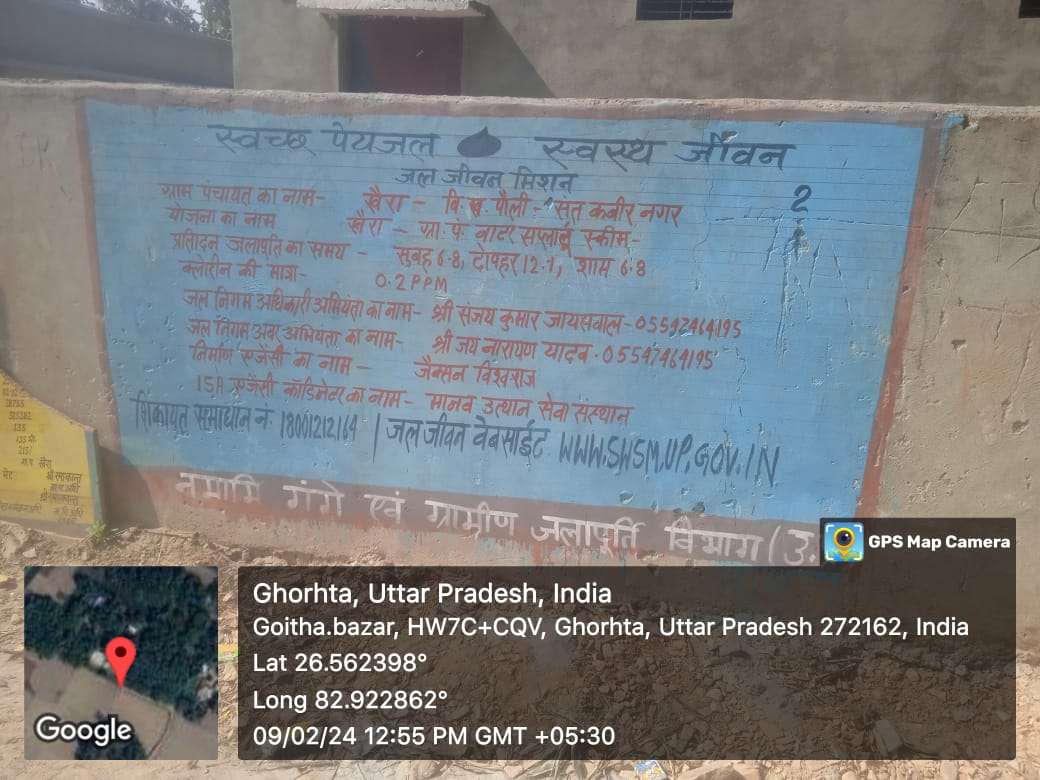 स्वच्छ पेयजल स्वस्थ जीवन
जल जीवन मिशन
2
ग्राम पंचायत का नाम- खैरा - वि. ख. पौली - संत कबीर नगर
योजना का नाम खैरा - ग्रा. पं. वाटर सप्लाई स्कीम-
प्रतिदिन जलापूर्ति का समय - सुबह 6-8, दोपहर 12-1, शाम 6-8
क्लोरीन की मात्रा- 0.2 PPM
जल निगम अधिकारी अभियंता का नाम- श्री संजय कुमार जायसवाल - 05547464195
जल निगम अवर अभियंता का नाम- श्री जय नारायण यादव - 05547464195
निर्माण एजेंसी का नाम - जैक्सन विश्वराज
ISA एजेंसी कॉर्डिनेटर का नाम - मानव उत्थान सेवा संस्थान
शिकायत समाधान नं. 18001212164 / जल जीवन वेबसाईट WWW.SWSM.UP.GOV.IN
नमामि गंगे एवं ग्रामीण जलापूर्ति विभाग (उ.
135
खैरा
मेट श्री रमाकान्त
GPS Map Camera
Ghorhta, Uttar Pradesh, India
Goitha.bazar, HW7C+CQV, Ghorhta, Uttar Pradesh 272162, India
Lat 26.562398°
Long 82.922862°
09/02/24 12:55 PM GMT +05:30
Google